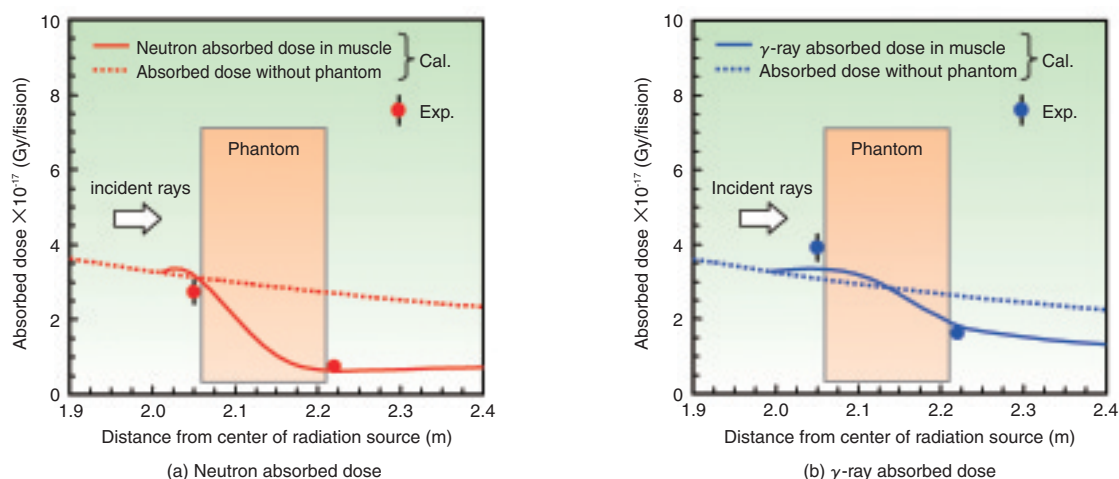 10
8
6
4
2
0
Absorbed dose ×10⁻¹⁷ (Gy/fission)
Neutron absorbed dose in muscle
Absorbed dose without phantom
Cal.
Exp.
Phantom
incident rays
1.9 2.0 2.1 2.2 2.3 2.4
Distance from center of radiation source (m)
(a) Neutron absorbed dose
10
8
6
4
2
0
Absorbed dose ×10⁻¹⁷ (Gy/fission)
γ-ray absorbed dose in muscle
Absorbed dose without phantom
Cal.
Exp.
Phantom
Incident rays
1.9 2.0 2.1 2.2 2.3 2.4
Distance from center of radiation source (m)
(b) γ-ray absorbed dose